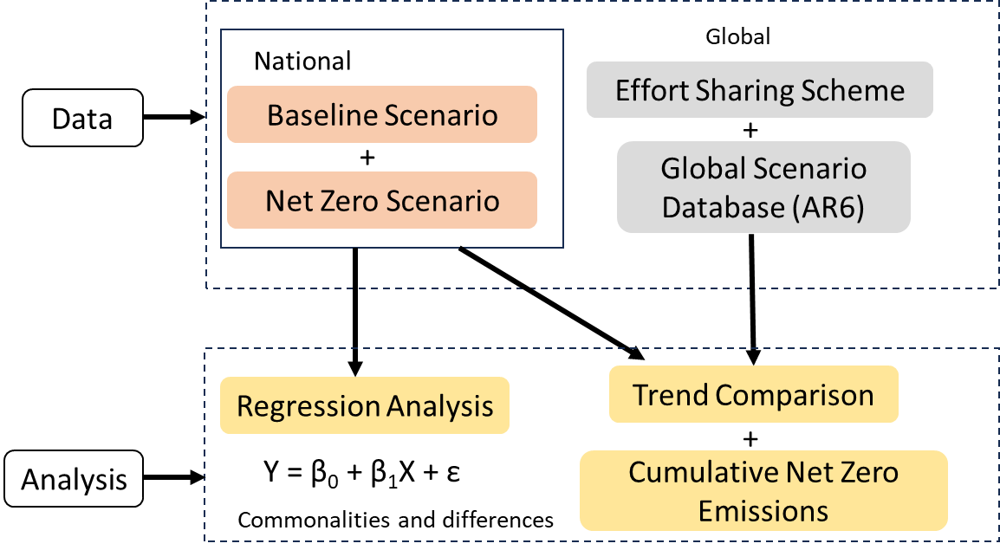 Data
National
Baseline Scenario
+
Net Zero Scenario
Global
Effort Sharing Scheme
+
Global Scenario
Database (AR6)
Analysis
Regression Analysis
Y = β₀ + β₁X + ε
Commonalities and differences
Trend Comparison
+
Cumulative Net Zero
Emissions